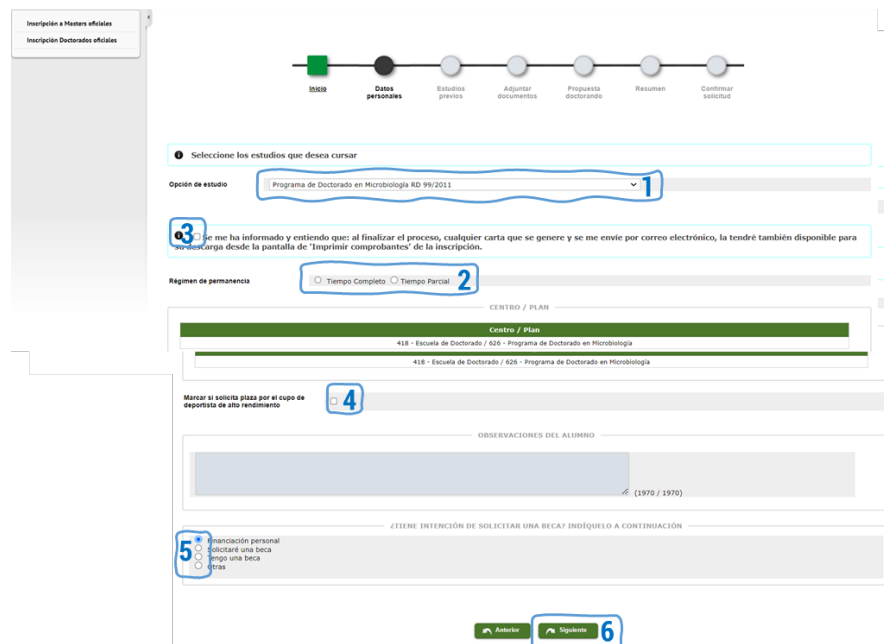 Inscripción a Masters oficiales
Inscripción Doctorados oficiales
Inicio
Datos personales
Estudios previos
Adjuntar documentos
Propuesta doctorando
Resumen
Confirmar solicitud
Seleccione los estudios que desea cursar
Opción de estudio
Programa de Doctorado en Microbiología RD 99/2011
1
3
Se me ha informado y entiendo que: al finalizar el proceso, cualquier carta que se genere y se me envíe por correo electrónico, la tendré también disponible para
su descarga desde la pantalla de 'Imprimir comprobantes' de la inscripción.
Régimen de permanencia
Tiempo Completo Tiempo Parcial
2
CENTRO / PLAN
Centro / Plan
418 - Escuela de Doctorado / 626 - Programa de Doctorado en Microbiología
418 - Escuela de Doctorado / 626 - Programa de Doctorado en Microbiología
Marcar si solicita plaza por el cupo de
deportista de alto rendimiento
4
OBSERVACIONES DEL ALUMNO
(1970 / 1970)
¿TIENE INTENCIÓN DE SOLICITAR UNA BECA? INDÍQUELO A CONTINUACIÓN
5
Financiación personal
Solicitaré una beca
Tengo una beca
Otras
Anterior
Siguiente
6